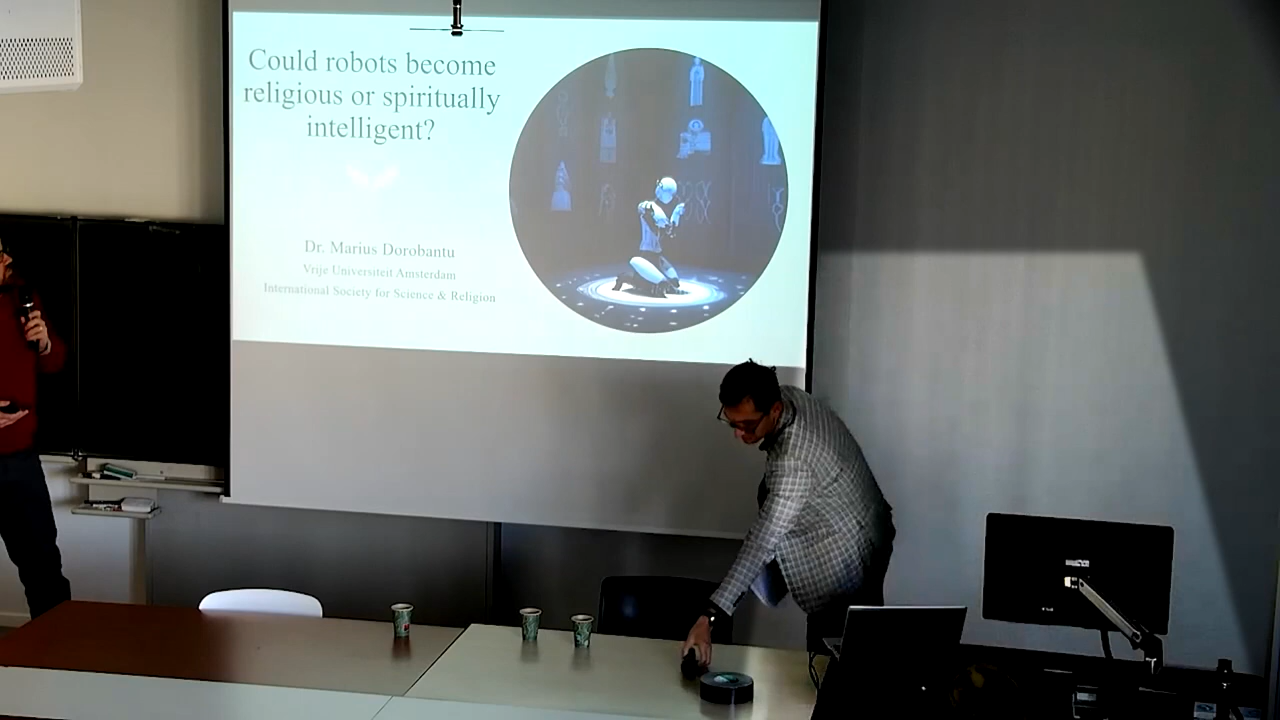 Could robots become
religious or spiritually
intelligent?
Dr. Marius Dorobantu
Vrije Universiteit Amsterdam
International Society for Science & Religion